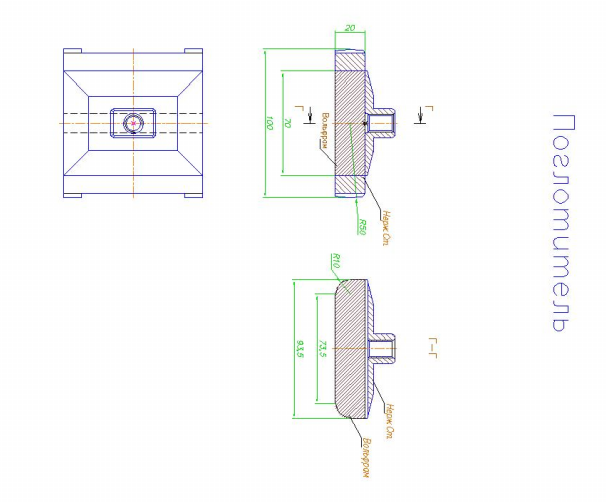 Поглотитель
20
Г
Г
100
70
Вольфрам
R50
Нерж Ст.
R10
93,5
73,5
Г-Г
Нерж Ст.
Вольфрам